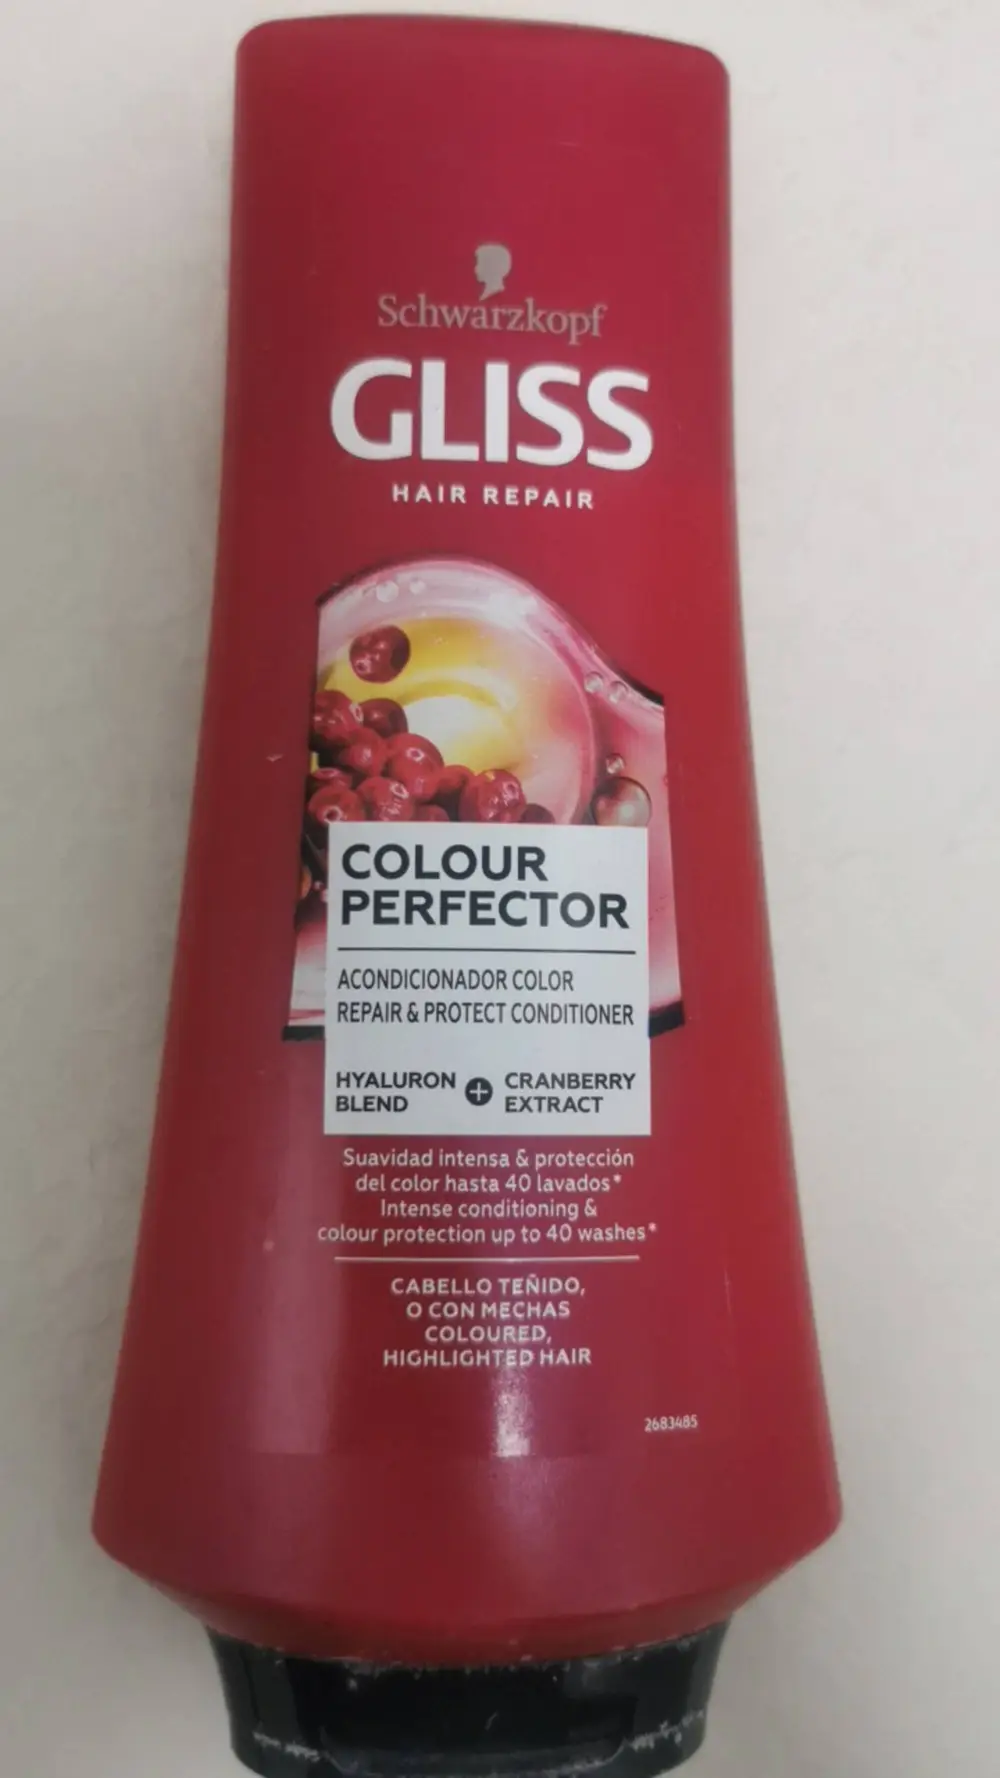 Schwarzkopf
GLISS
HAIR REPAIR
COLOUR
PERFECTOR
ACONDICIONADOR COLOR
REPAIR & PROTECT CONDITIONER
HYALURON BLEND + CRANBERRY EXTRACT
Suavidad intensa & protección
del color hasta 40 lavados*
Intense conditioning &
colour protection up to 40 washes*
CABELLO TEÑIDO,
O CON MECHAS
COLOURED,
HIGHLIGHTED HAIR
2683485